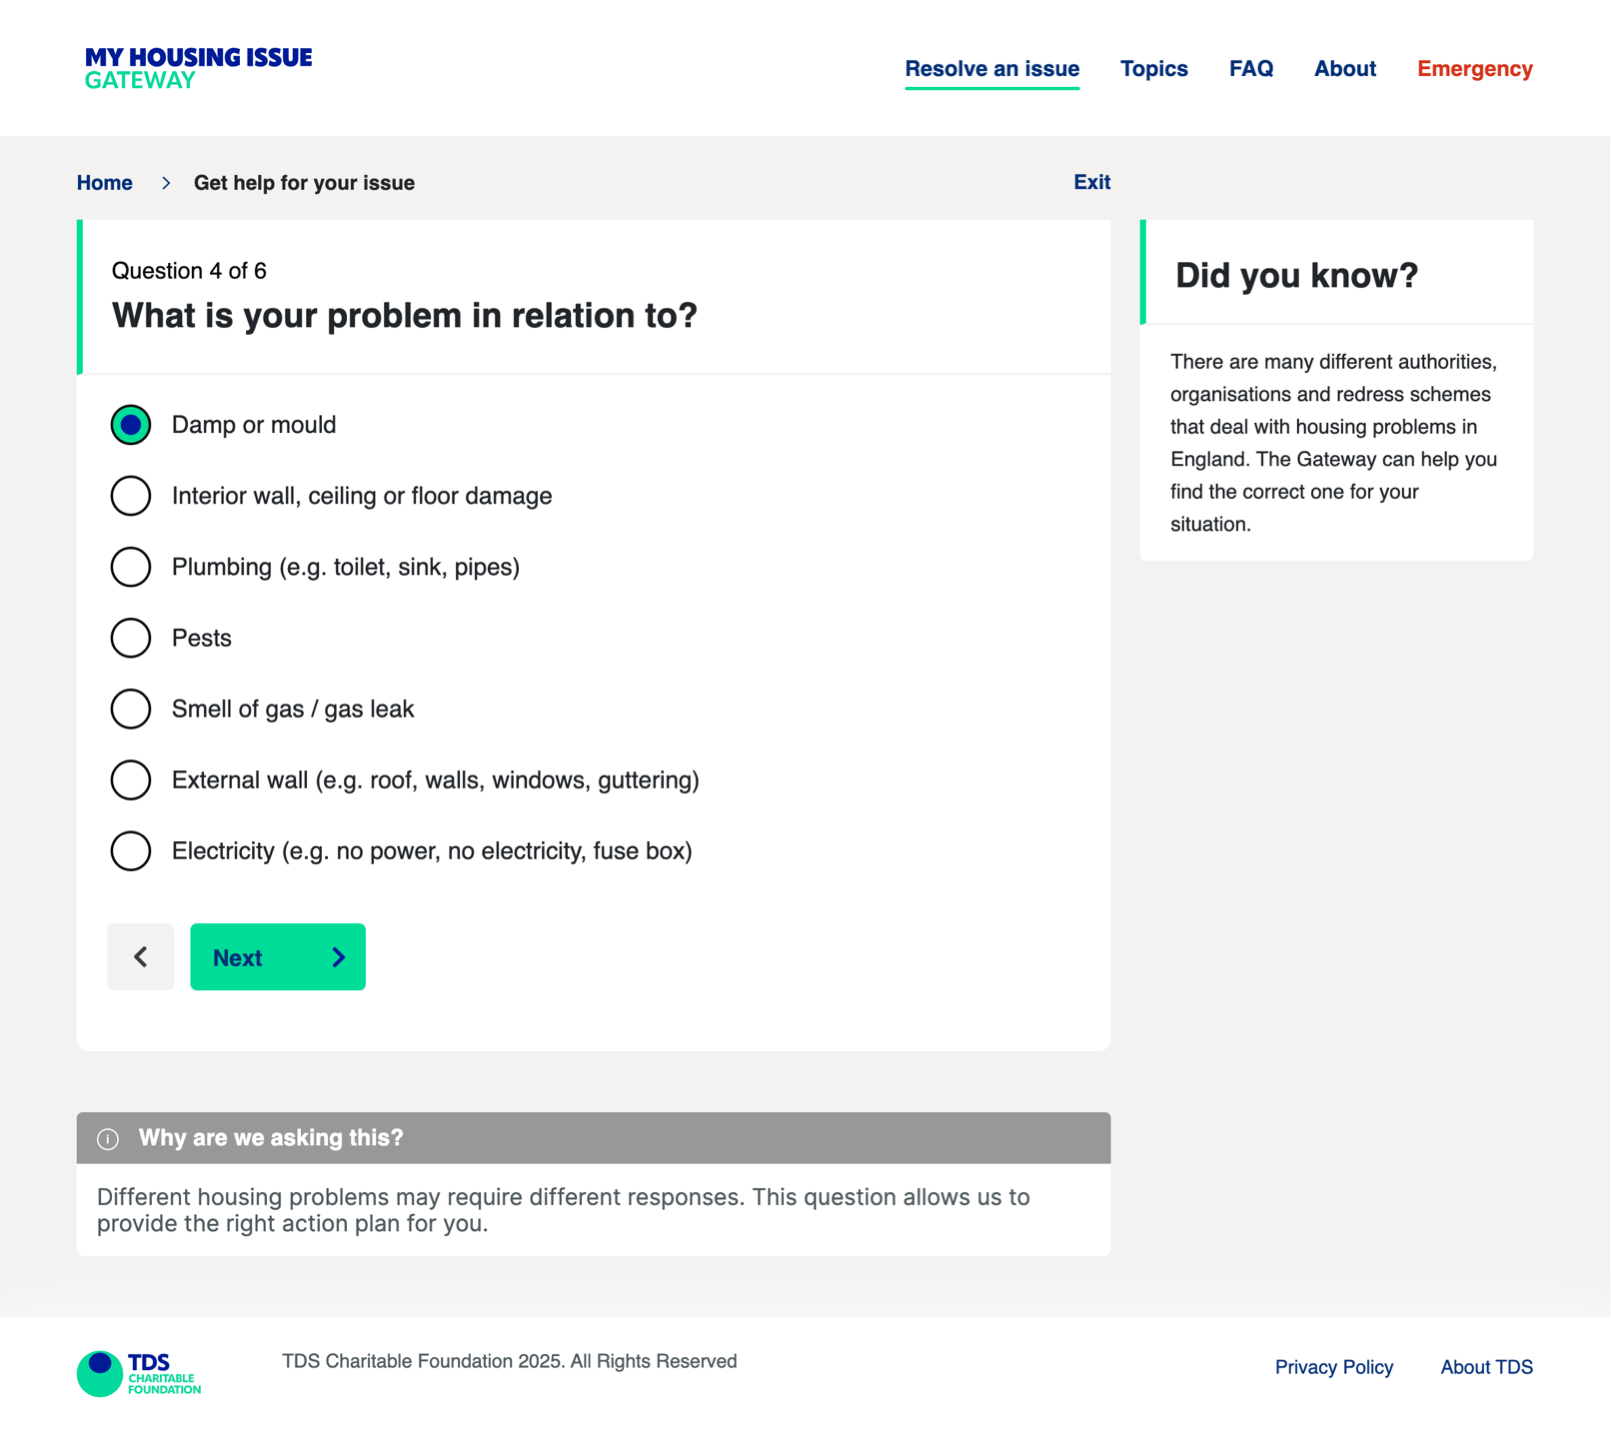 MY HOUSING ISSUE
GATEWAY
Resolve an issue
Topics
FAQ
About
Emergency
Home
Get help for your issue
Exit
Question 4 of 6
What is your problem in relation to?
Damp or mould
Interior wall, ceiling or floor damage
Plumbing (e.g. toilet, sink, pipes)
Pests
Smell of gas / gas leak
External wall (e.g. roof, walls, windows, guttering)
Electricity (e.g. no power, no electricity, fuse box)
Next
Did you know?
There are many different authorities,
organisations and redress schemes
that deal with housing problems in
England. The Gateway can help you
find the correct one for your
situation.
Why are we asking this?
Different housing problems may require different responses. This question allows us to
provide the right action plan for you.
TDS
CHARITABLE
FOUNDATION
TDS Charitable Foundation 2025. All Rights Reserved
Privacy Policy
About TDS